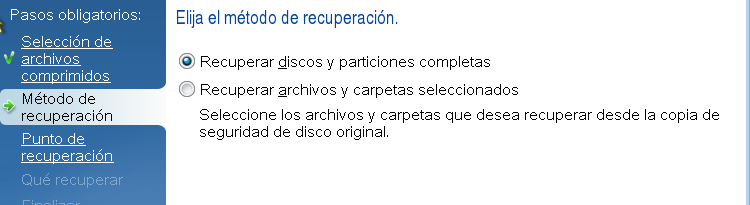 Pasos obligatorios:
Selección de
archivos
comprimidos
Método de
recuperación
Punto de
recuperación
Qué recuperar
Finalizar
Elija el método de recuperación.
Recuperar discos y particiones completas
Recuperar archivos y carpetas seleccionados
Seleccione los archivos y carpetas que desea recuperar desde la copia de
seguridad de disco original.